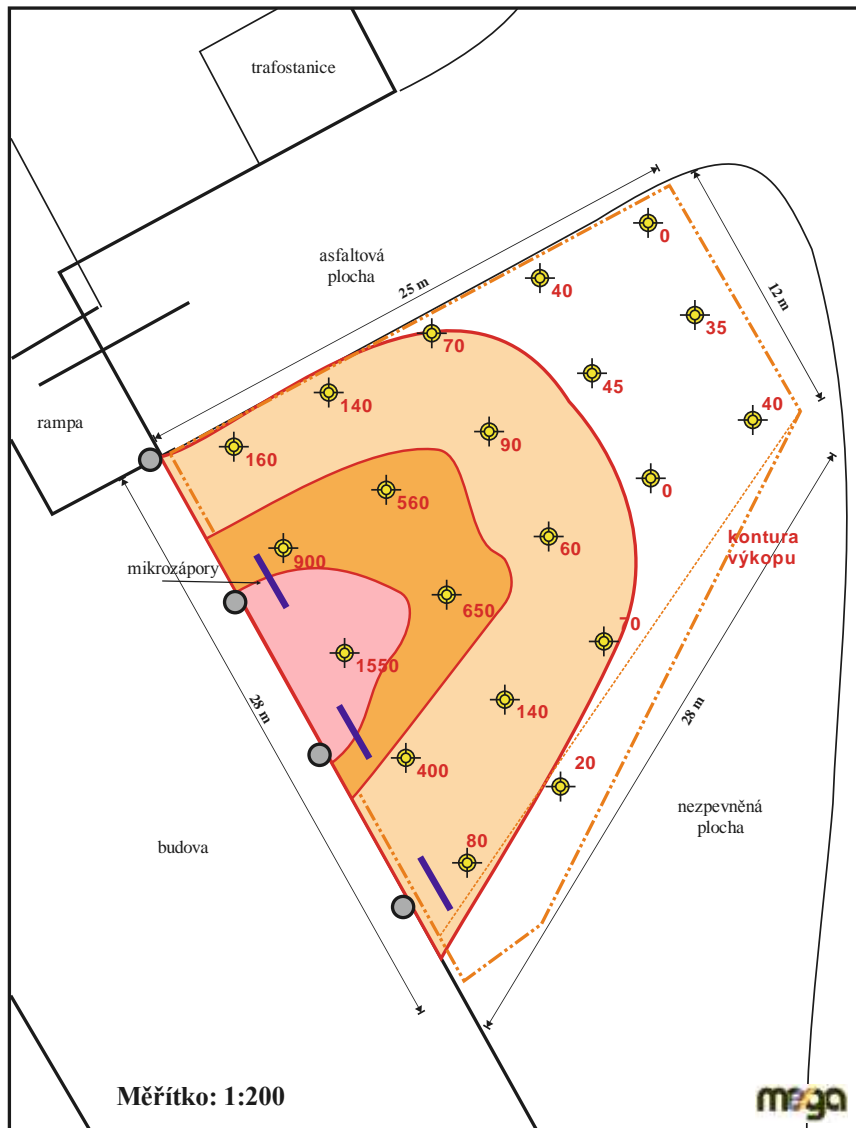 trafostanice
asfaltová
plocha
25 m
12 m
0
40
35
70
45
140
40
rampa
160
90
560
0
kontura
výkopu
900
60
mikrozápory
650
70
1550
28 m
140
28 m
400
20
nezpevněná
plocha
budova
80
Měřítko: 1:200
mega